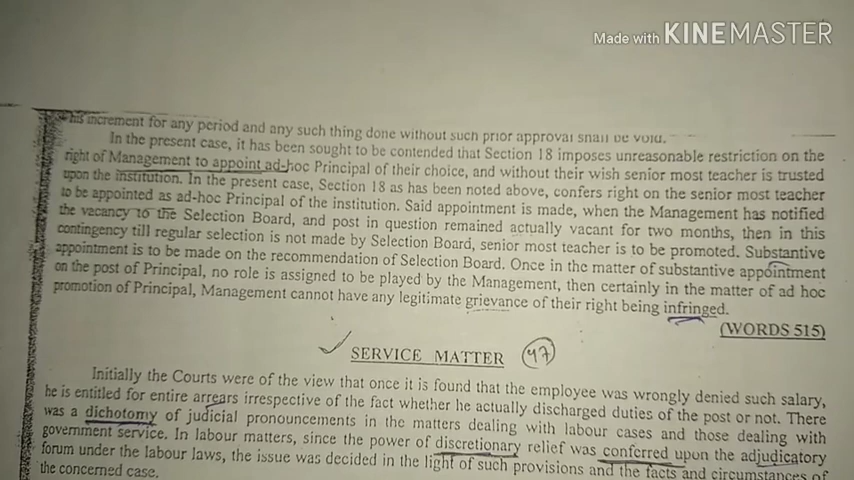 Made with KINEMASTER
his increment for any period and any such thing done without such prior approval shall be void.
In the present case, it has been sought to be contended that Section 18 imposes unreasonable restriction on the
right of Management to appoint ad-hoc Principal of their choice, and without their wish senior most teacher is trusted
upon the institution. In the present case, Section 18 as has been noted above, confers right on the senior most teacher
to be appointed as ad-hoc Principal of the institution. Said appointment is made, when the Management has notified
the vacancy to the Selection Board, and post in question remained actually vacant for two months, then in this
contingency till regular selection is not made by Selection Board, senior most teacher is to be promoted. Substantive
appointment is to be made on the recommendation of Selection Board. Once in the matter of substantive appointment
on the post of Principal, no role is assigned to be played by the Management, then certainly in the matter of ad hoc
promotion of Principal, Management cannot have any legitimate grievance of their right being infringed.
(WORDS 515)
SERVICE MATTER 47
Initially the Courts were of the view that once it is found that the employee was wrongly denied such salary,
he is entitled for entire arrears irrespective of the fact whether he actually discharged duties of the post or not. There
was a dichotomy of judicial pronouncements in the matters dealing with labour cases and those dealing with
government service. In labour matters, since the power of discretionary relief was conferred upon the adjudicatory
forum under the labour laws, the issue was decided in the light of such provisions and the facts and circumstances of
the concerned case.